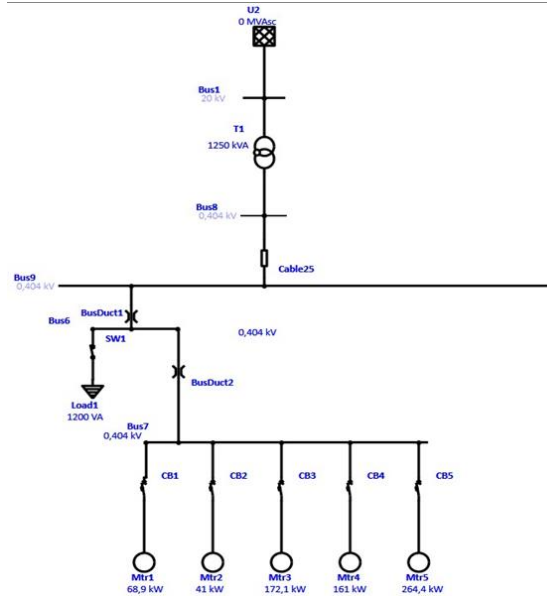 U2
0 MVAsc
Bus1
20 kV
T1
1250 kVA
Bus8
0,404 kV
Cable25
Bus9
0,404 kV
BusDuct1
Bus6
SW1
0,404 kV
BusDuct2
Load1
1200 VA
Bus7
0,404 kV
CB1 CB2 CB3 CB4 CB5
Mtr1 Mtr2 Mtr3 Mtr4 Mtr5
68,9 kW 41 kW 172,1 kW 161 kW 264,4 kW